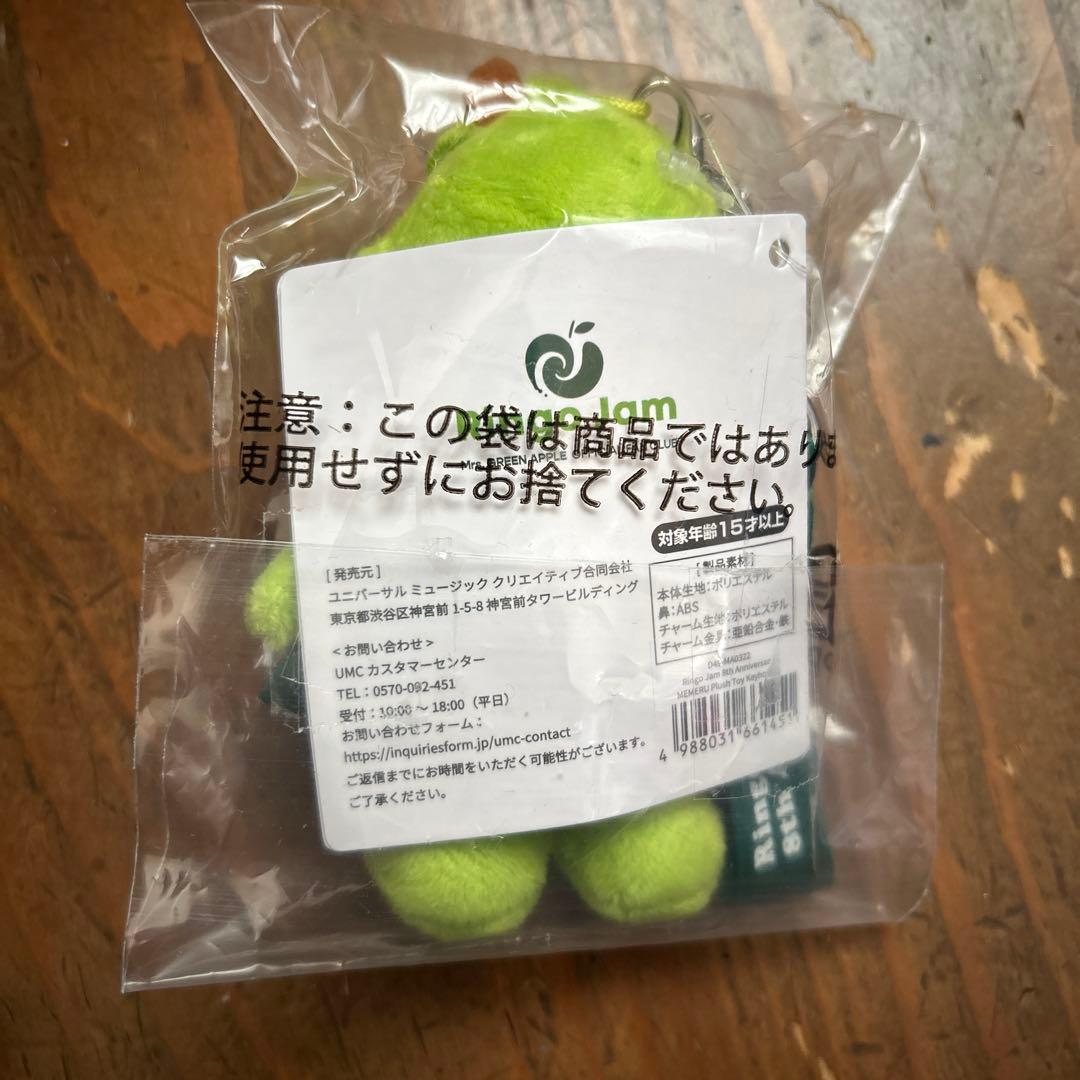 Ringo Jam
Mrs. GREEN APPLE
注意：この袋は商品ではあり
使用せずにお捨てください。
対象年齢15才以上
[発売元]
ユニバーサル ミュージック クリエイティブ合同会社
東京都渋谷区神宮前 1-5-8 神宮前タワービルディング
<お問い合わせ>
UMC カスタマーセンター
TEL：0570-092-451
受付：10:00 〜 18:00（平日）
お問い合わせフォーム：
https://inquiriesform.jp/umc-contact
ご返信までにお時間をいただく可能性がございます。
ご了承ください。
[製品素材]
本体生地：ポリエステル
鼻：ABS
チャーム生地：ポリエステル
チャーム金具：亜鉛合金・鉄
Ringo Jam 8th Anniversar
MEMERU Plush Toy Keyho
4 988031 661451
Ring
8th